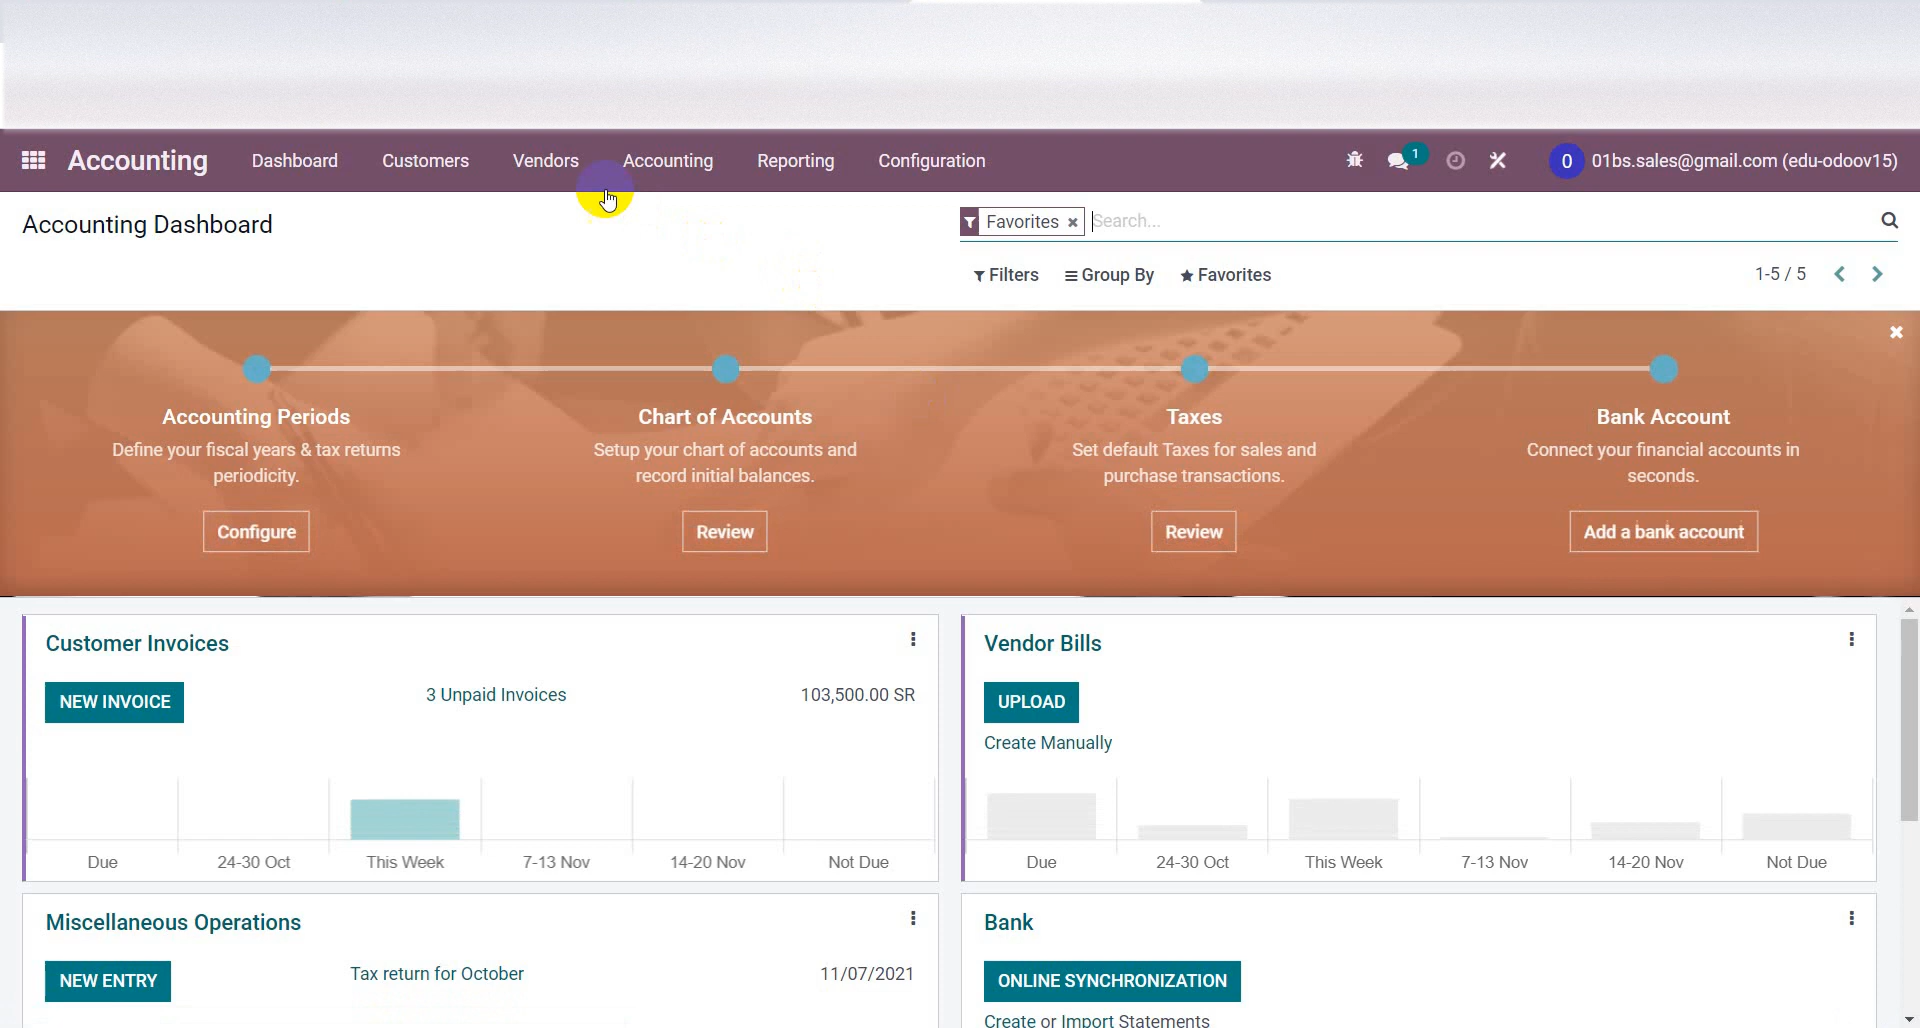 Accounting Dashboard Customers Vendors Accounting Reporting Configuration 1 0 01bs.sales@gmail.com (edu-odoov15)
Accounting Dashboard
Favorites × Search...
Filters Group By Favorites 1-5 / 5
Accounting Periods
Define your fiscal years & tax returns
periodicity.
Configure
Chart of Accounts
Setup your chart of accounts and
record initial balances.
Review
Taxes
Set default Taxes for sales and
purchase transactions.
Review
Bank Account
Connect your financial accounts in
seconds.
Add a bank account
Customer Invoices
NEW INVOICE 3 Unpaid Invoices 103,500.00 SR
Due 24-30 Oct This Week 7-13 Nov 14-20 Nov Not Due
Vendor Bills
UPLOAD
Create Manually
Due 24-30 Oct This Week 7-13 Nov 14-20 Nov Not Due
Miscellaneous Operations
NEW ENTRY Tax return for October 11/07/2021
Bank
ONLINE SYNCHRONIZATION
Create or Import Statements